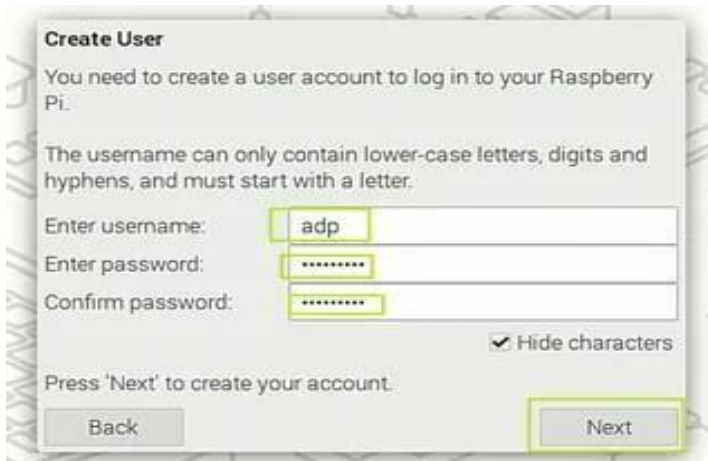 Create User
You need to create a user account to log in to your Raspberry
Pi.
The username can only contain lower-case letters, digits and
hyphens, and must start with a letter.
Enter username: adp
Enter password: •••••••••
Confirm password: •••••••••
Hide characters
Press 'Next' to create your account.
Back Next